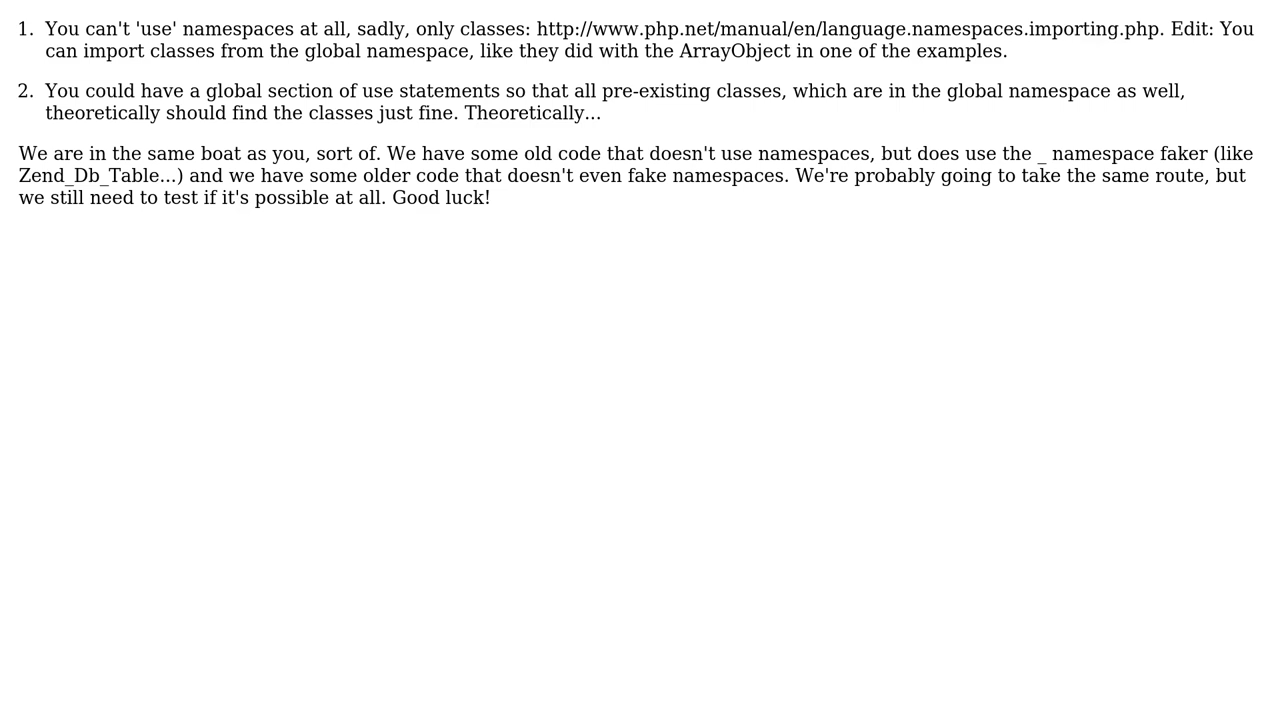 1. You can't 'use' namespaces at all, sadly, only classes: http://www.php.net/manual/en/language.namespaces.importing.php. Edit: You
can import classes from the global namespace, like they did with the ArrayObject in one of the examples.
2. You could have a global section of use statements so that all pre-existing classes, which are in the global namespace as well,
theoretically should find the classes just fine. Theoretically...
We are in the same boat as you, sort of. We have some old code that doesn't use namespaces, but does use the _ namespace faker (like
Zend_Db_Table...) and we have some older code that doesn't even fake namespaces. We're probably going to take the same route, but
we still need to test if it's possible at all. Good luck!